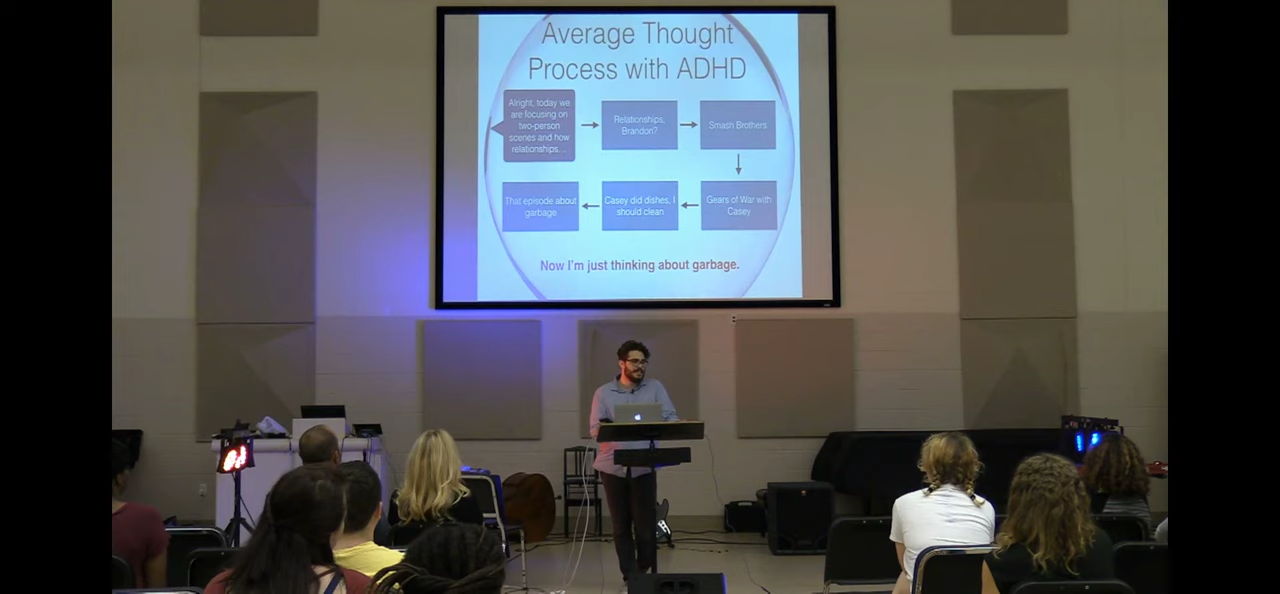 Average Thought
Process with ADHD
Alright, today we
are focusing on
two-person
scenes and how
relationships...
Relationships,
Brandon?
Smash Brothers
Gears of War with
Casey
Casey did dishes, I
should clean
That episode about
garbage
Now I'm just thinking about garbage.